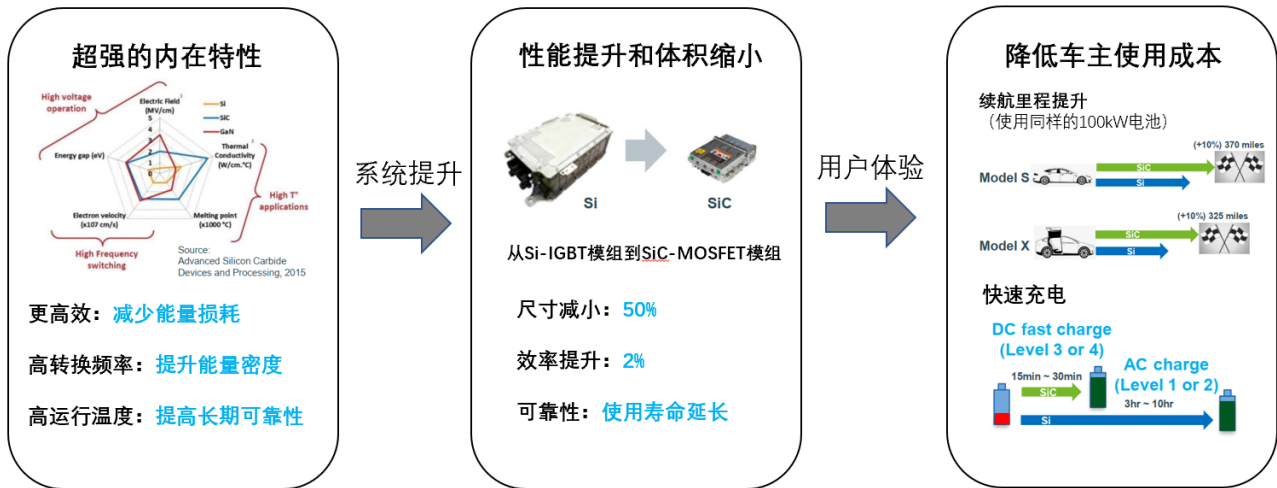 超强的内在特性
High voltage
operation
Electric Field
(MV/cm)
5
4
3
2
1
0
Si
SiC
GaN
Thermal
Conductivity
(W/cm.°C)
Energy gap (eV)
High T°
applications
Electron velocity
(x107 cm/s)
Melting point
(x1000 °C)
High Frequency
switching
Source:
Advanced Silicon Carbide
Devices and Processing, 2015
更高效：减少能量损耗
高转换频率：提升能量密度
高运行温度：提高长期可靠性
系统提升
性能提升和体积缩小
Si
SiC
从Si-IGBT模组到SiC-MOSFET模组
尺寸减小：50%
效率提升：2%
可靠性：使用寿命延长
用户体验
降低车主使用成本
续航里程提升
（使用同样的100kW电池）
(+10%) 370 miles
Model S
SiC
Si
(+10%) 325 miles
Model X
SiC
Si
快速充电
DC fast charge
(Level 3 or 4)
15min ~ 30min
SiC
AC charge
(Level 1 or 2)
3hr ~ 10hr
Si